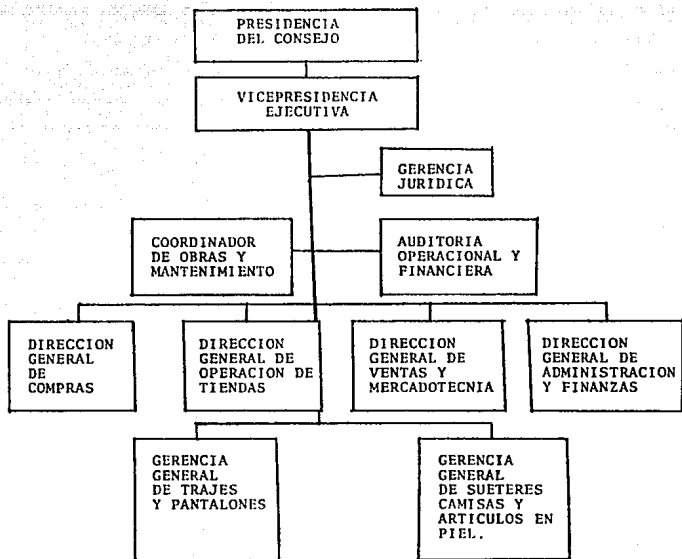 PRESIDENCIA
DEL CONSEJO
VICEPRESIDENCIA
EJECUTIVA
GERENCIA
JURIDICA
COORDINADOR
DE OBRAS Y
MANTENIMIENTO
AUDITORIA
OPERACIONAL Y
FINANCIERA
DIRECCION
GENERAL
DE
COMPRAS
DIRECCION
GENERAL DE
OPERACION DE
TIENDAS
DIRECCION
GENERAL DE
VENTAS Y
MERCADOTECNIA
DIRECCION
GENERAL DE
ADMINISTRACION
Y FINANZAS
GERENCIA
GENERAL
DE TRAJES
Y PANTALONES
GERENCIA
GENERAL
DE SUETERES
CAMISAS Y
ARTICULOS EN
PIEL.